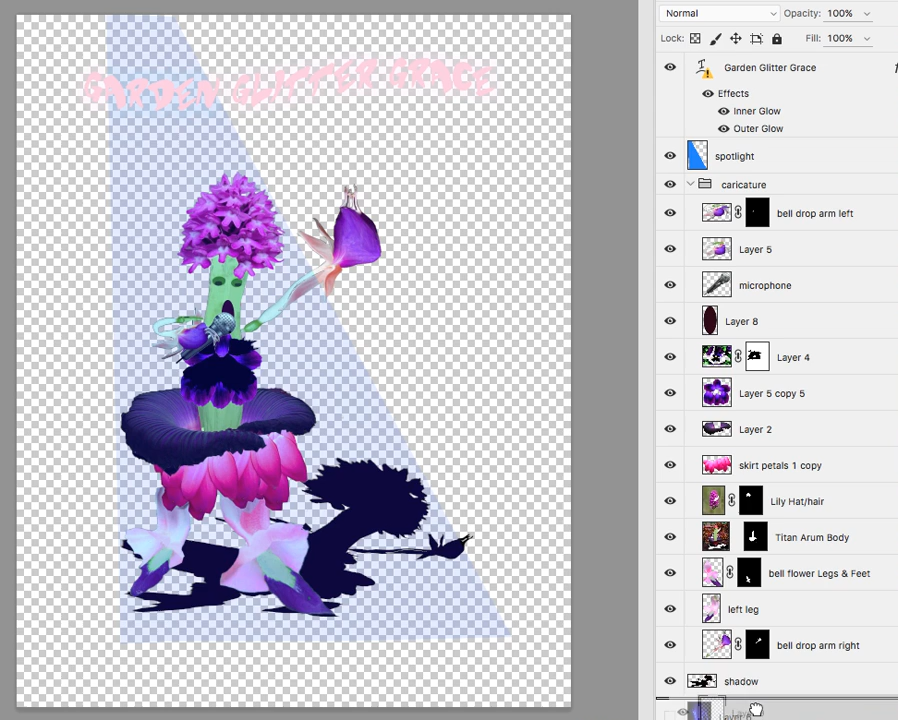 Normal
Opacity: 100%
Lock:
Fill: 100%
GARDEN GLITTER GRACE
Garden Glitter Grace
Effects
Inner Glow
Outer Glow
spotlight
caricature
bell drop arm left
Layer 5
microphone
Layer 8
Layer 4
Layer 5 copy 5
Layer 2
skirt petals 1 copy
Lily Hat/hair
Titan Arum Body
bell flower Legs & Feet
left leg
bell drop arm right
shadow